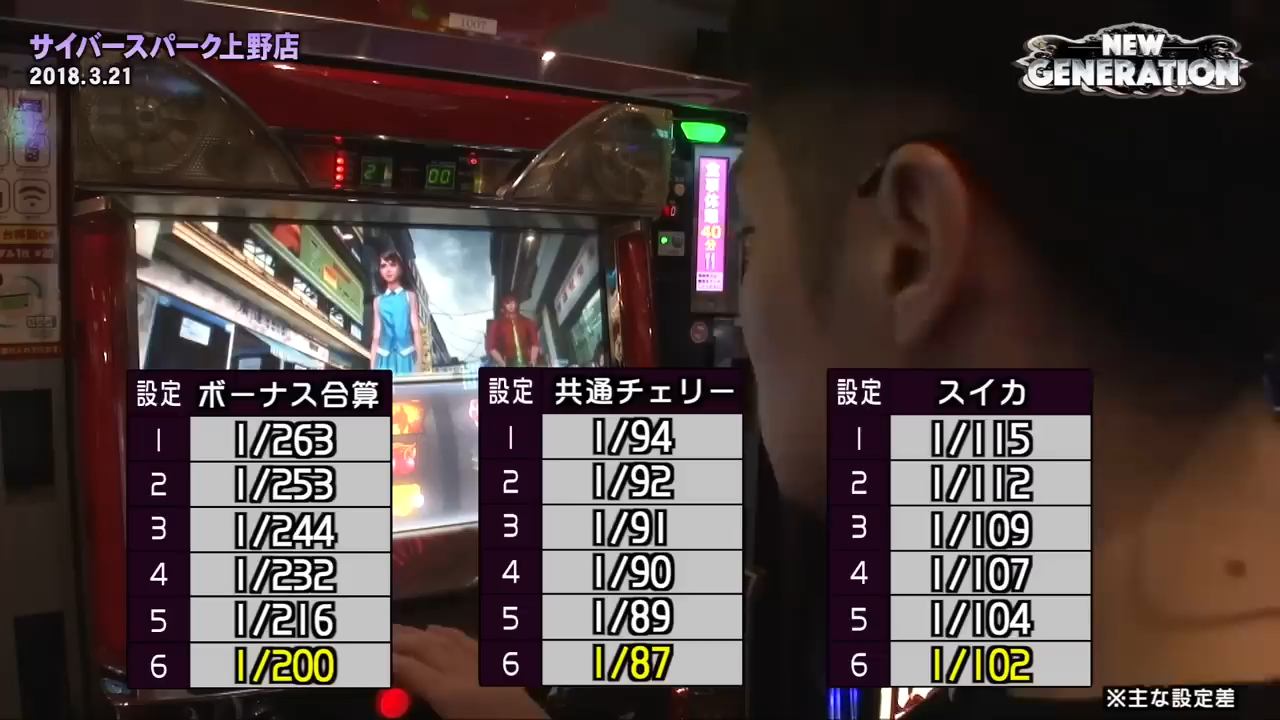 サイバースパーク上野店
2018.3.21
NEW
GENERATION
1007
2
00
40
分
設定 ボーナス合算
1 1/263
2 1/253
3 1/244
4 1/232
5 1/216
6 1/200
設定 共通チェリー
1 1/94
2 1/92
3 1/91
4 1/90
5 1/89
6 1/87
設定 スイカ
1 1/115
2 1/112
3 1/109
4 1/107
5 1/104
6 1/102
※主な設定差